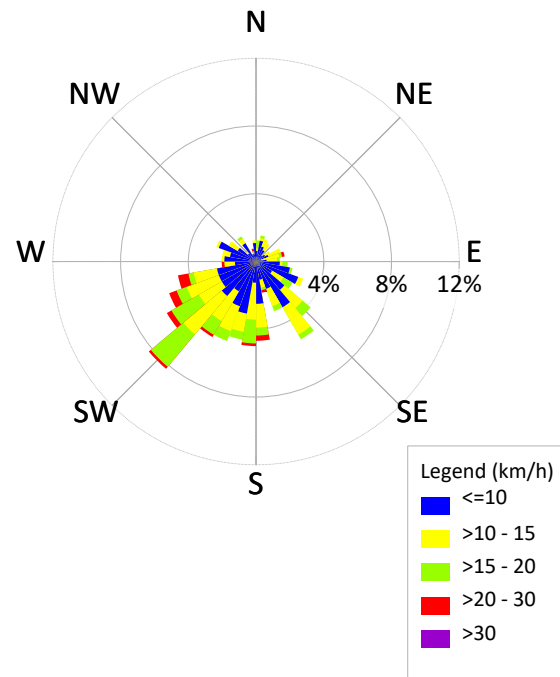 N
NW
NE
W
E
4%
8%
12%
SW
SE
S
Legend (km/h)
<=10
>10 - 15
>15 - 20
>20 - 30
>30